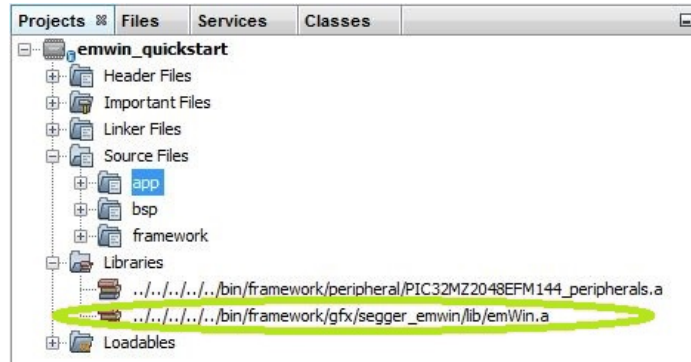 Projects Files Services Classes
emwin_quickstart
Header Files
Important Files
Linker Files
Source Files
app
bsp
framework
Libraries
../../../../../bin/framework/peripheral/PIC32MZ2048EFM144_peripherals.a
../../../../../bin/framework/gfx/segger_emwin/lib/emWin.a
Loadables